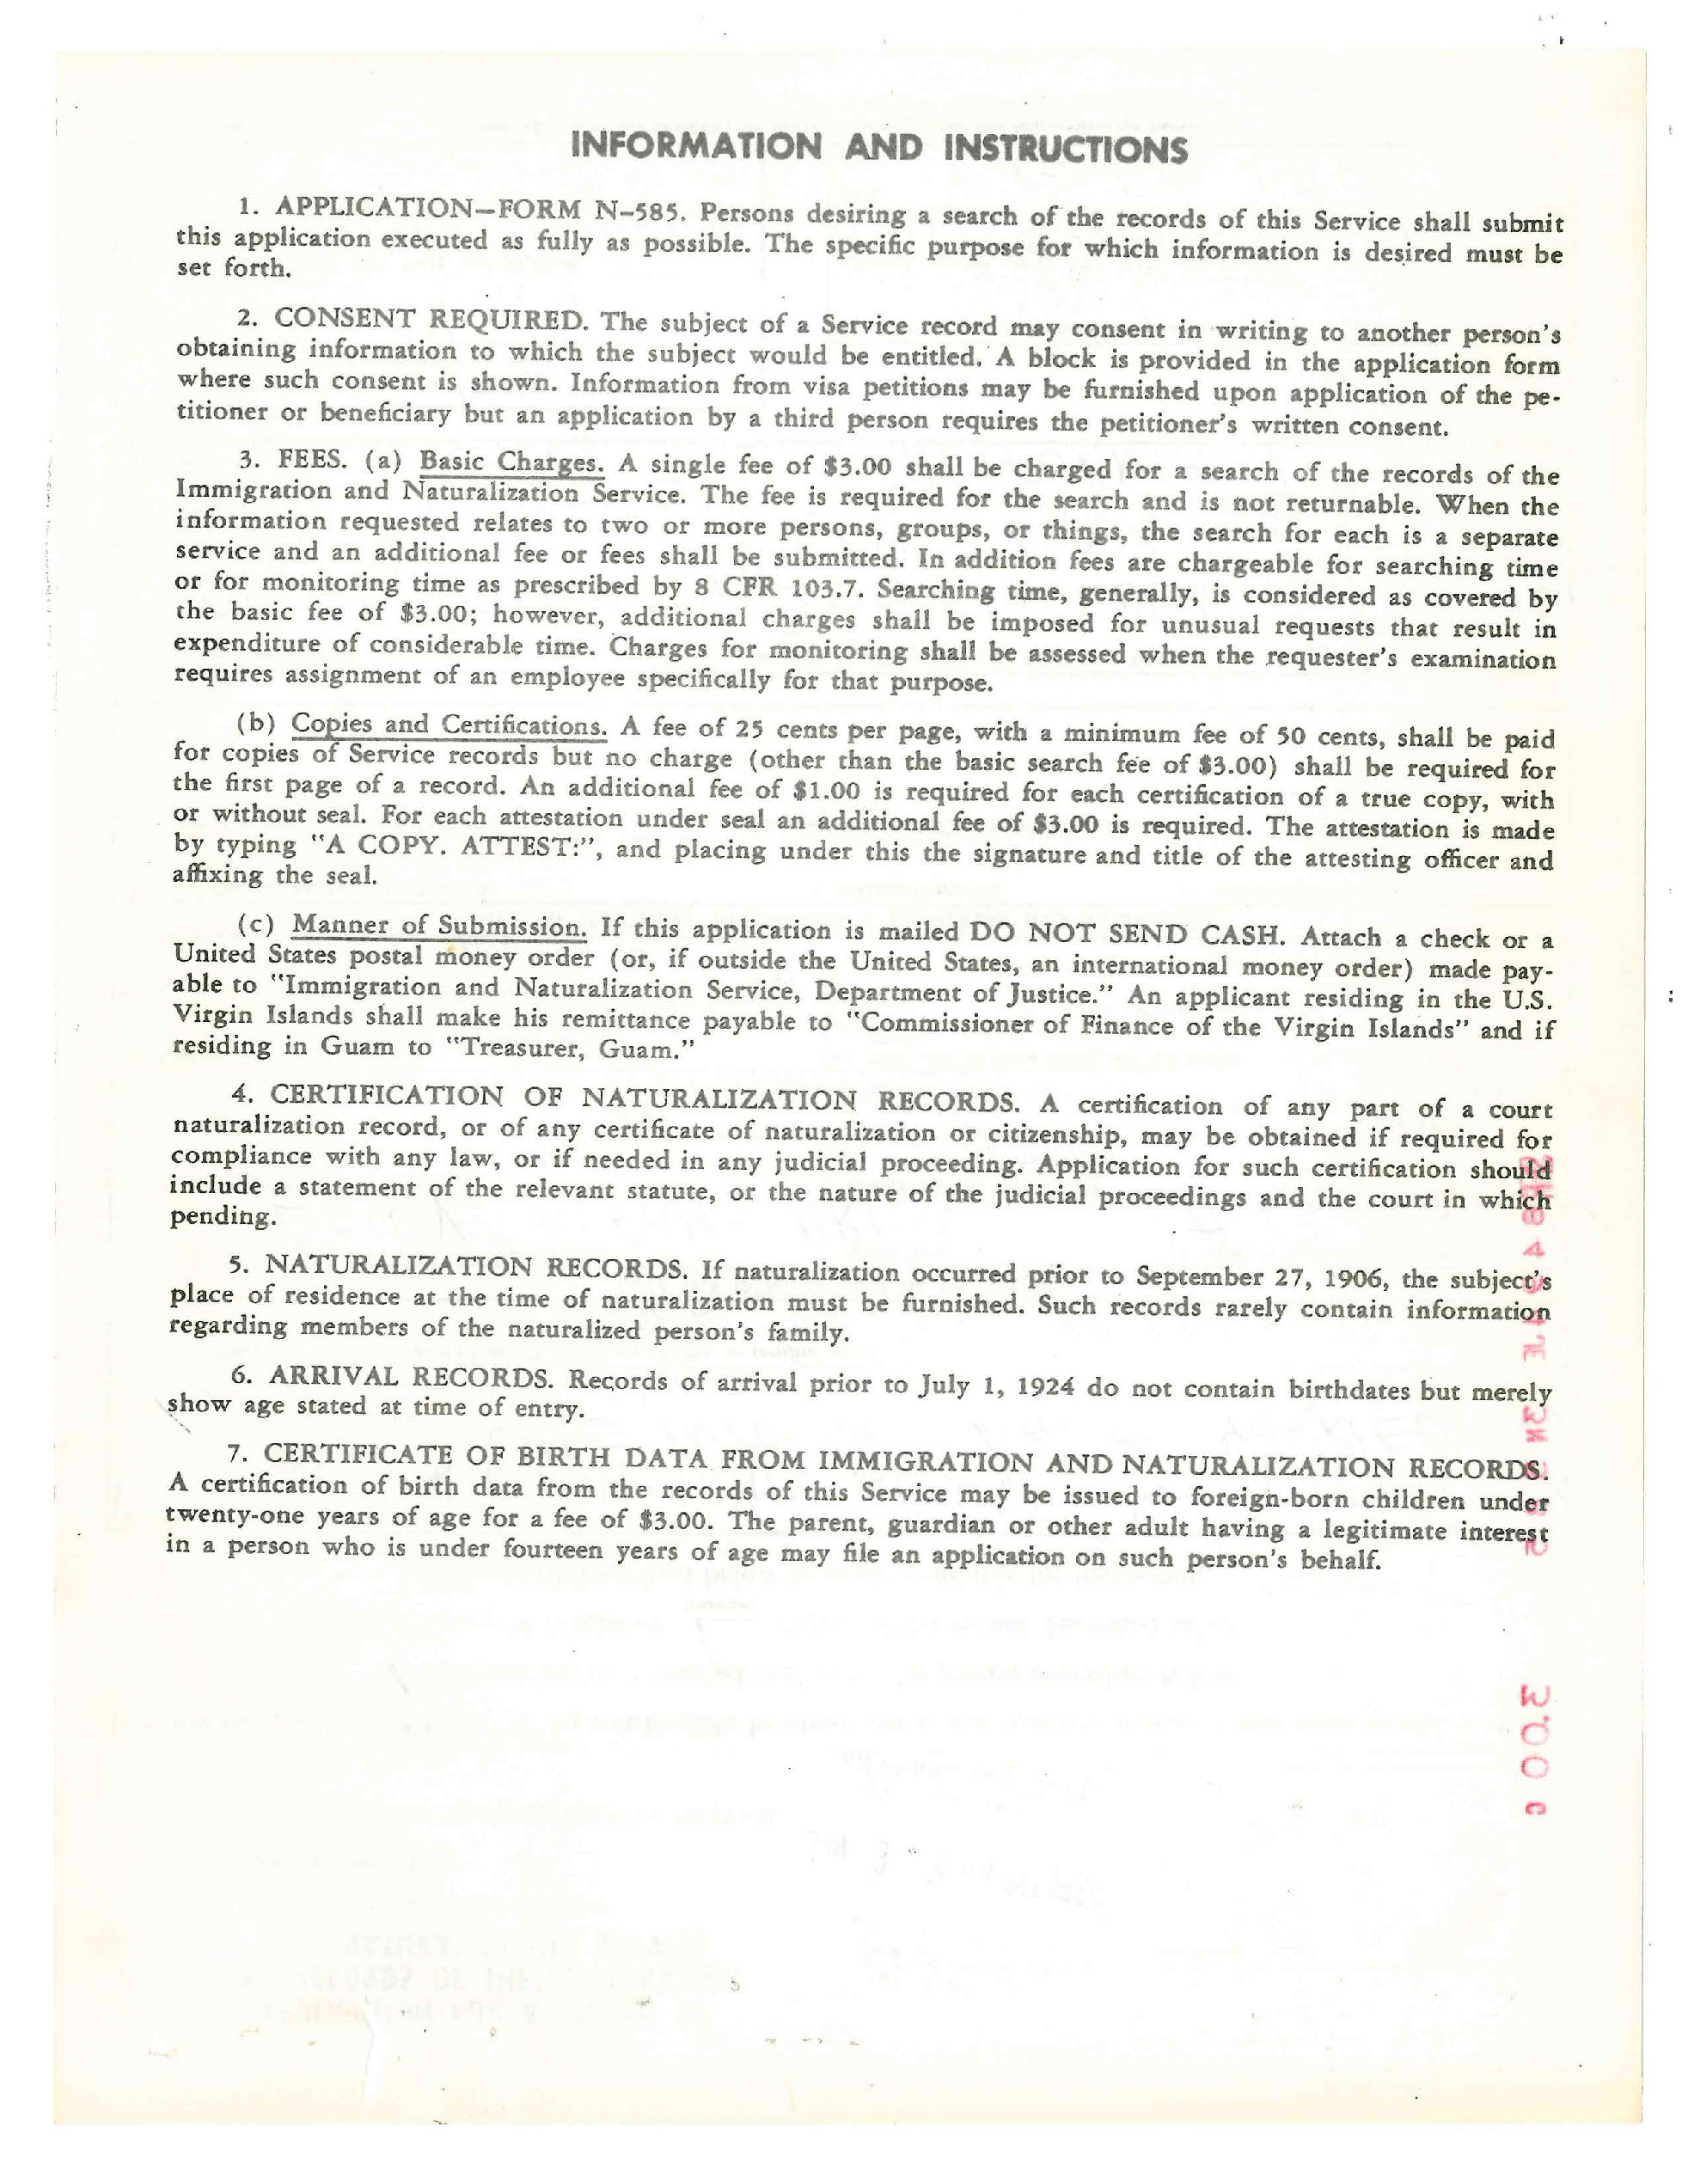 INFORMATION AND INSTRUCTIONS
1. APPLICATION—FORM N–585. Persons desiring a search of the records of this Service shall submit
this application executed as fully as possible. The specific purpose for which information is desired must be
set forth.
2. CONSENT REQUIRED. The subject of a Service record may consent in writing to another person's
obtaining information to which the subject would be entitled. A block is provided in the application form
where such consent is shown. Information from visa petitions may be furnished upon application of the pe-
titioner or beneficiary but an application by a third person requires the petitioner's written consent.
3. FEES. (a) Basic Charges. A single fee of $3.00 shall be charged for a search of the records of the
Immigration and Naturalization Service. The fee is required for the search and is not returnable. When the
information requested relates to two or more persons, groups, or things, the search for each is a separate
service and an additional fee or fees shall be submitted. In addition fees are chargeable for searching time
or for monitoring time as prescribed by 8 CFR 103.7. Searching time, generally, is considered as covered by
the basic fee of $3.00; however, additional charges shall be imposed for unusual requests that result in
expenditure of considerable time. Charges for monitoring shall be assessed when the requester's examination
requires assignment of an employee specifically for that purpose.
(b) Copies and Certifications. A fee of 25 cents per page, with a minimum fee of 50 cents, shall be paid
for copies of Service records but no charge (other than the basic search fee of $3.00) shall be required for
the first page of a record. An additional fee of $1.00 is required for each certification of a true copy, with
or without seal. For each attestation under seal an additional fee of $3.00 is required. The attestation is made
by typing "A COPY. ATTEST:", and placing under this the signature and title of the attesting officer and
affixing the seal.
(c) Manner of Submission. If this application is mailed DO NOT SEND CASH. Attach a check or a
United States postal money order (or, if outside the United States, an international money order) made pay-
able to "Immigration and Naturalization Service, Department of Justice." An applicant residing in the U.S.
Virgin Islands shall make his remittance payable to "Commissioner of Finance of the Virgin Islands" and if
residing in Guam to "Treasurer, Guam."
4. CERTIFICATION OF NATURALIZATION RECORDS. A certification of any part of a court
naturalization record, or of any certificate of naturalization or citizenship, may be obtained if required for
compliance with any law, or if needed in any judicial proceeding. Application for such certification should
include a statement of the relevant statute, or the nature of the judicial proceedings and the court in which
pending.
5. NATURALIZATION RECORDS. If naturalization occurred prior to September 27, 1906, the subject's
place of residence at the time of naturalization must be furnished. Such records rarely contain information
regarding members of the naturalized person's family.
6. ARRIVAL RECORDS. Records of arrival prior to July 1, 1924 do not contain birthdates but merely
show age stated at time of entry.
7. CERTIFICATE OF BIRTH DATA FROM IMMIGRATION AND NATURALIZATION RECORDS.
A certification of birth data from the records of this Service may be issued to foreign-born children under
twenty-one years of age for a fee of $3.00. The parent, guardian or other adult having a legitimate interest
in a person who is under fourteen years of age may file an application on such person's behalf.
3.00 C